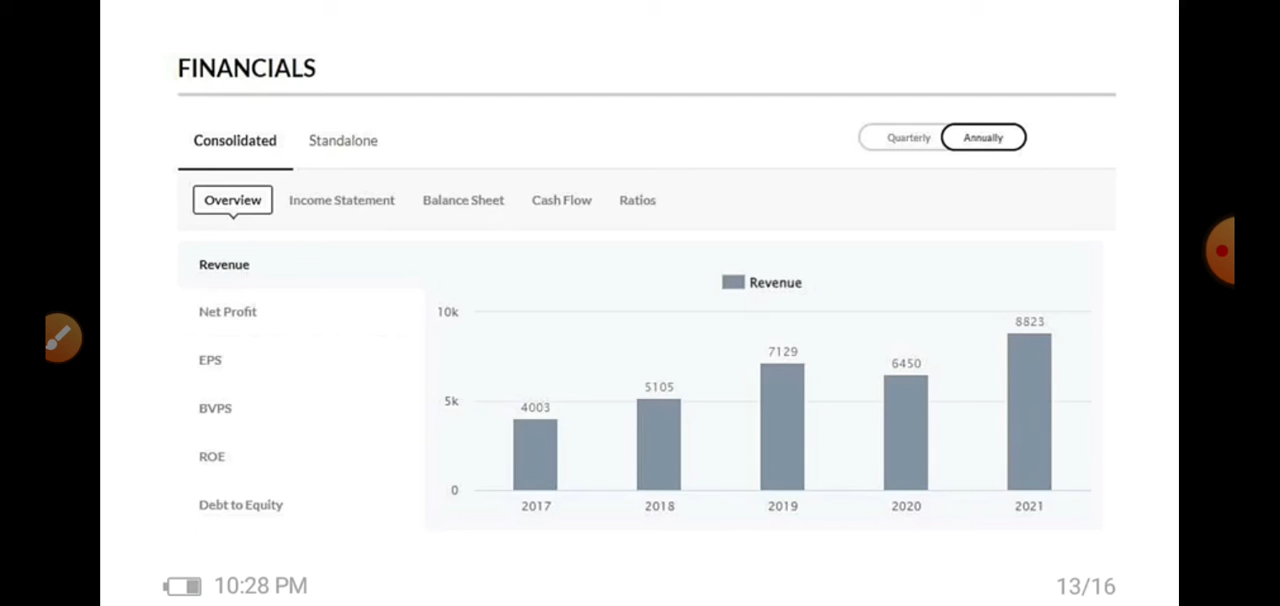 FINANCIALS
Consolidated Standalone Quarterly Annually
Overview Income Statement Balance Sheet Cash Flow Ratios
Revenue
Net Profit
EPS
BVPS
ROE
Debt to Equity
Revenue
10k
5k
0
4003 5105 7129 6450 8823
2017 2018 2019 2020 2021
10:28 PM 13/16